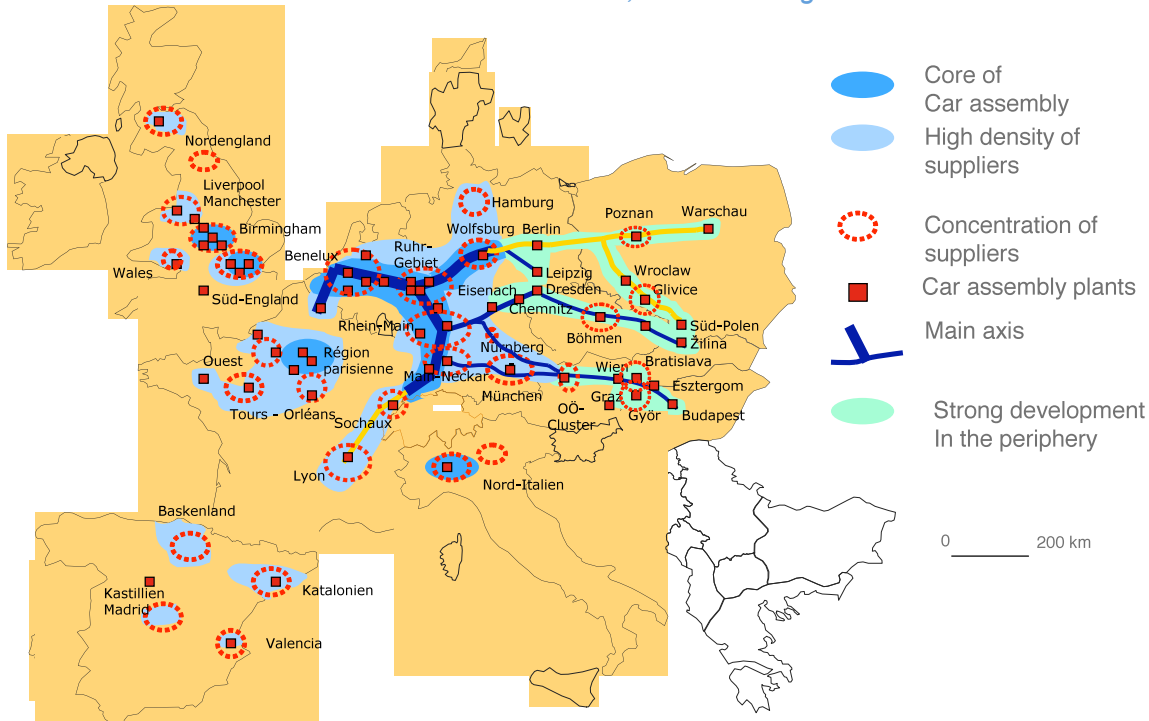 Nordengland
Liverpool
Manchester
Birmingham
Wales
Süd-England
Hamburg
Wolfsburg
Berlin
Poznan
Warschau
Benelux
Ruhr-
Gebiet
Leipzig
Dresden
Wroclaw
Glivice
Eisenach
Chemnitz
Rhein-Main
Böhmen
Süd-Polen
Žilina
Ouest
Région
parisienne
Nürnberg
Main-Neckar
München
Wien
Bratislava
Esztergom
Graz
Györ
Budapest
OÖ-
Cluster
Tours - Orléans
Sochaux
Lyon
Nord-Italien
Baskenland
Kastillien
Madrid
Katalonien
Valencia
Core of
Car assembly
High density of
suppliers
Concentration of
suppliers
Car assembly plants
Main axis
Strong development
In the periphery
0
200 km